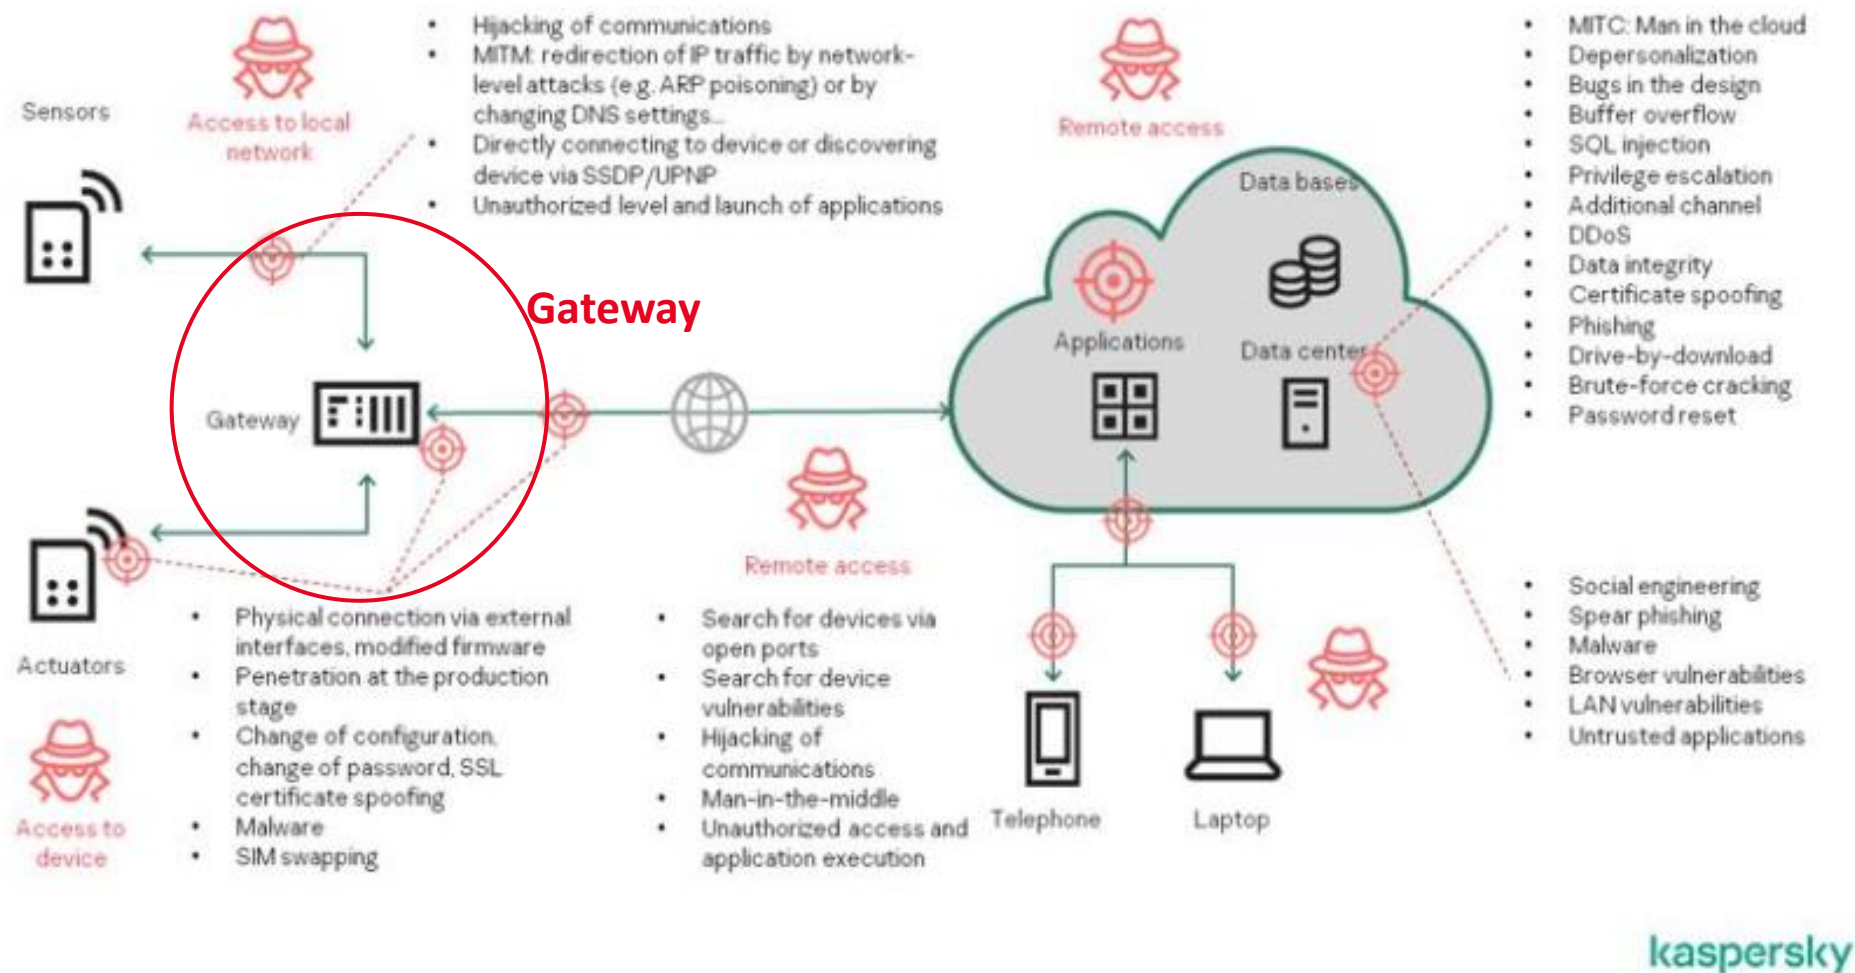 Sensors
Access to local
network
• Hijacking of communications
• MITM: redirection of IP traffic by network-
level attacks (e.g. ARP poisoning) or by
changing DNS settings...
• Directly connecting to device or discovering
device via SSDP/UPNP
• Unauthorized level and launch of applications
Remote access
• MITC: Man in the cloud
• Depersonalization
• Bugs in the design
• Buffer overflow
• SQL injection
• Privilege escalation
• Additional channel
• DDoS
• Data integrity
• Certificate spoofing
• Phishing
• Drive-by-download
• Brute-force cracking
• Password reset
Gateway
Gateway
Data bases
Applications
Data center
Actuators
Access to
device
• Physical connection via external
interfaces, modified firmware
• Penetration at the production
stage
• Change of configuration,
change of password, SSL
certificate spoofing
• Malware
• SIM swapping
Remote access
• Search for devices via
open ports
• Search for device
vulnerabilities
• Hijacking of
communications
• Man-in-the-middle
• Unauthorized access and
application execution
Telephone
Laptop
• Social engineering
• Spear phishing
• Malware
• Browser vulnerabilities
• LAN vulnerabilities
• Untrusted applications
kaspersky